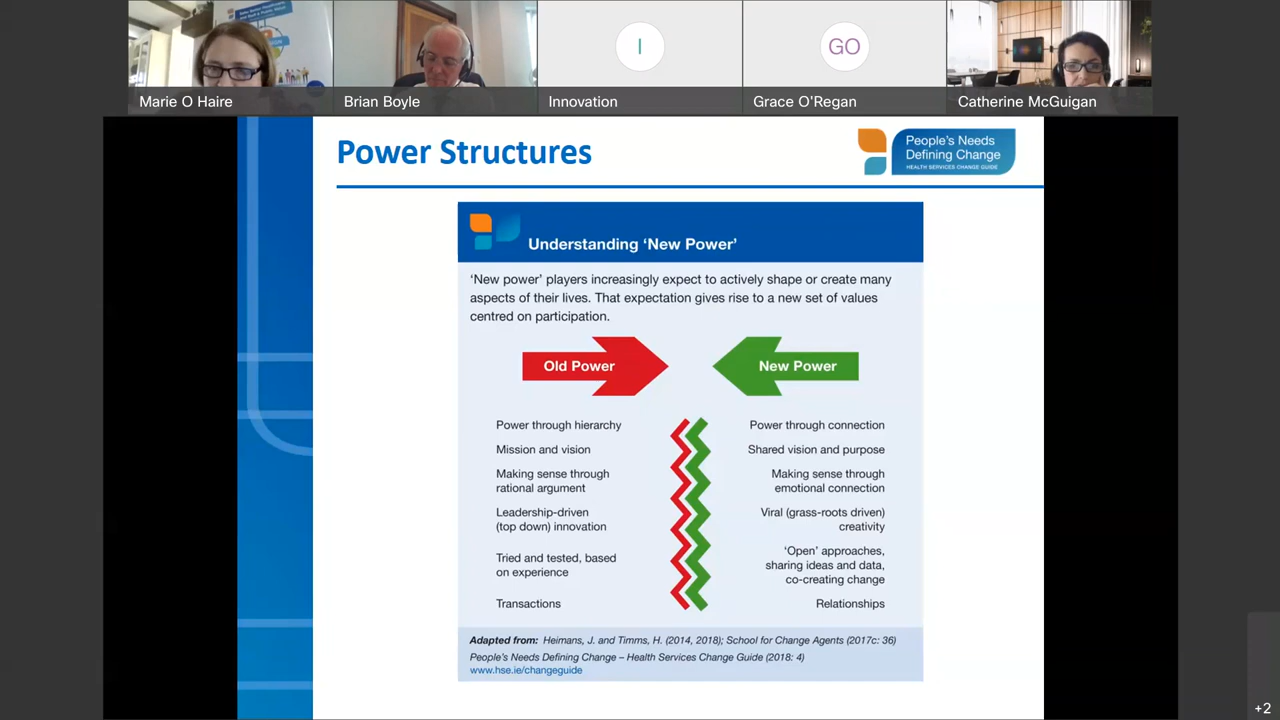 Marie O Haire
Brian Boyle
I
Innovation
GO
Grace O'Regan
Catherine McGuigan
Power Structures
People's Needs
Defining Change
HEALTH SERVICES CHANGE GUIDE
Understanding 'New Power'
'New power' players increasingly expect to actively shape or create many
aspects of their lives. That expectation gives rise to a new set of values
centred on participation.
Old Power
New Power
Power through hierarchy
Power through connection
Mission and vision
Shared vision and purpose
Making sense through
rational argument
Making sense through
emotional connection
Leadership-driven
(top down) innovation
Viral (grass-roots driven)
creativity
Tried and tested, based
on experience
'Open' approaches,
sharing ideas and data,
co-creating change
Transactions
Relationships
Adapted from: Heimans, J. and Timms, H. (2014, 2018); School for Change Agents (2017c: 36)
People's Needs Defining Change – Health Services Change Guide (2018: 4)
www.hse.ie/changeguide
+2